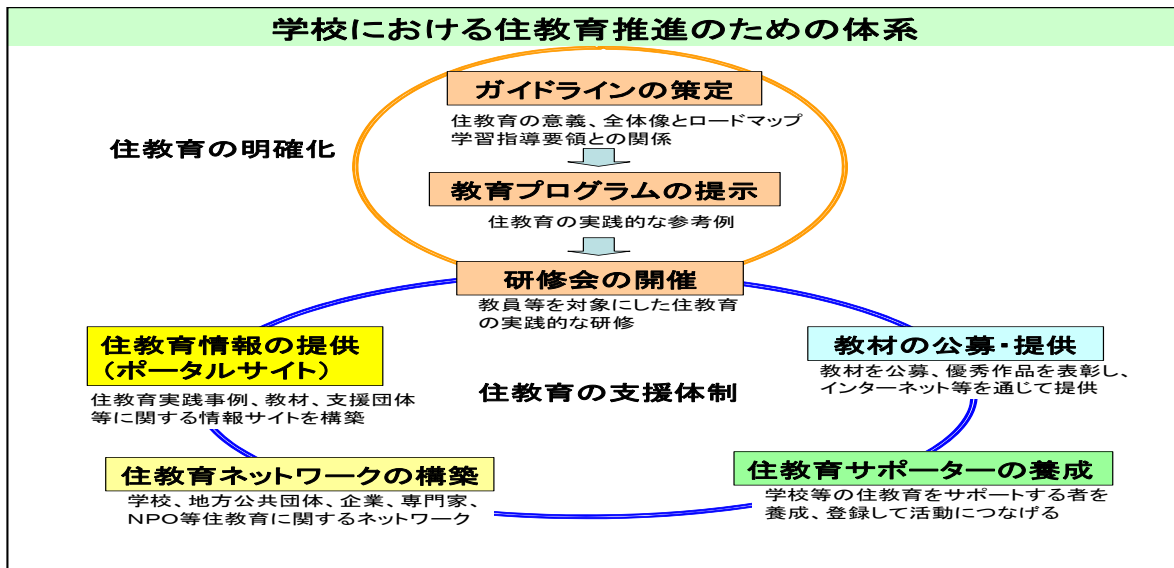 学校における住教育推進のための体系
ガイドラインの策定
住教育の意義、全体像とロードマップ
学習指導要領との関係
住教育の明確化
教育プログラムの提示
住教育の実践的な参考例
研修会の開催
教員等を対象にした住教育
の実践的な研修
住教育情報の提供
（ポータルサイト）
住教育実践事例、教材、支援団体
等に関する情報サイトを構築
住教育の支援体制
教材の公募・提供
教材を公募、優秀作品を表彰し、
インターネット等を通じて提供
住教育ネットワークの構築
学校、地方公共団体、企業、専門家、
NPO等住教育に関するネットワーク
住教育サポーターの養成
学校等の住教育をサポートする者を
養成、登録して活動につなげる